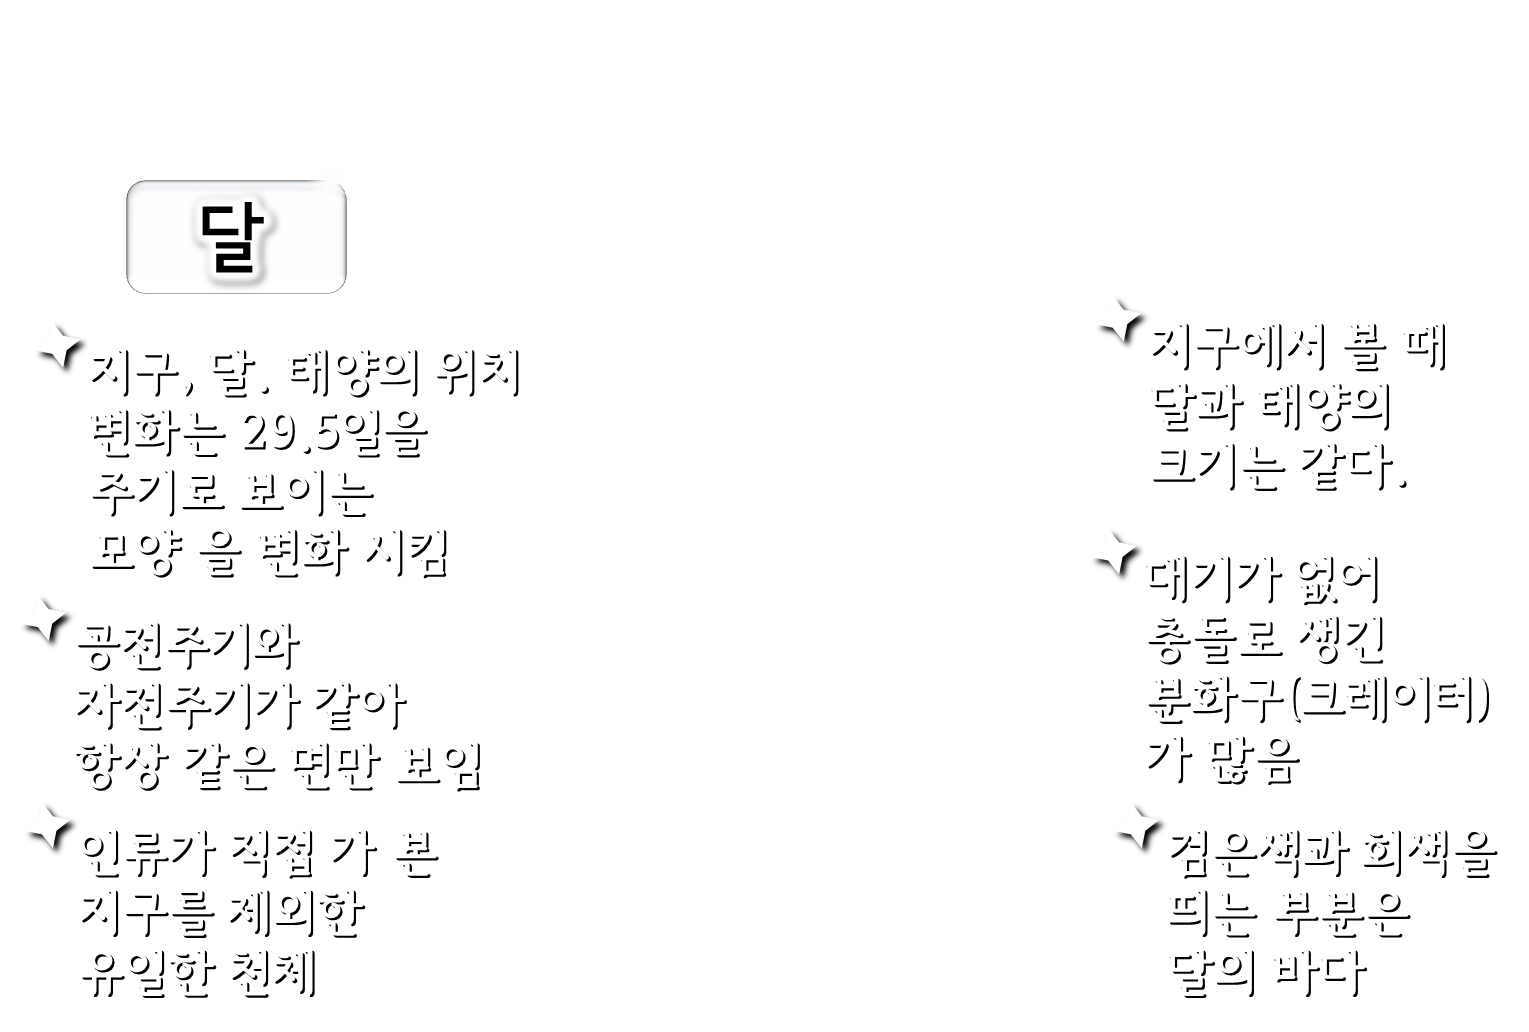 달
지구, 달. 태양의 위치
변화는 29.5일을
주기로 보이는
모양 을 변화 시킴
공전주기와
자전주기가 같아
항상 같은 면만 보임
인류가 직접 가 본
지구를 제외한
유일한 천체
지구에서 볼 때
달과 태양의
크기는 같다.
대기가 없어
충돌로 생긴
분화구(크레이터)
가 많음
검은색과 회색을
띄는 부분은
달의 바다